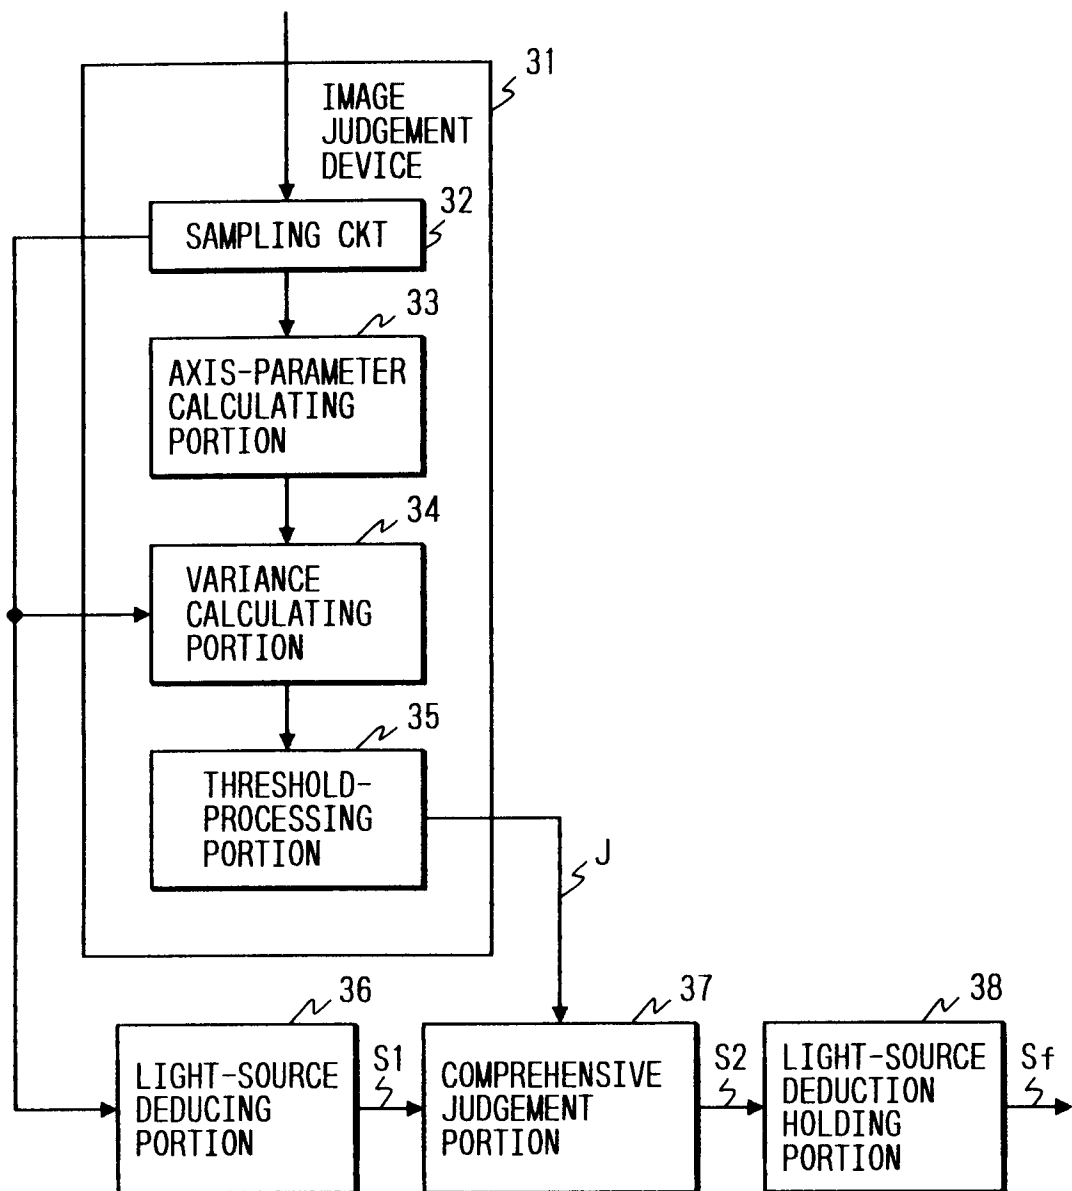 31
IMAGE
JUDGEMENT
DEVICE
32
SAMPLING CKT
33
AXIS-PARAMETER
CALCULATING
PORTION
34
VARIANCE
CALCULATING
PORTION
35
THRESHOLD-
PROCESSING
PORTION
J
36
LIGHT-SOURCE
DEDUCING
PORTION
S1
37
COMPREHENSIVE
JUDGEMENT
PORTION
S2
38
LIGHT-SOURCE
DEDUCTION
HOLDING
PORTION
Sf